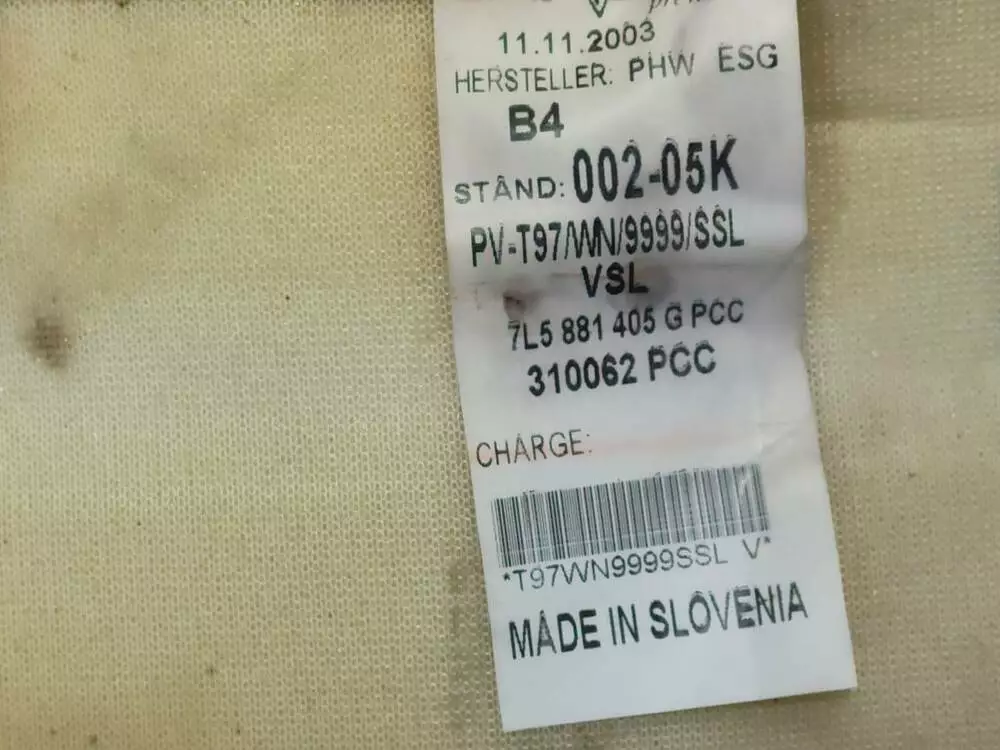 11.11.2003
HERSTELLER: PHW ESG
B4
STAND: 002-05K
PV-T97/WN/9999/SSL
VSL
7L5 881 405 G PCC
310062 PCC
CHARGE:
*T97WN9999SSL V*
MADE IN SLOVENIA